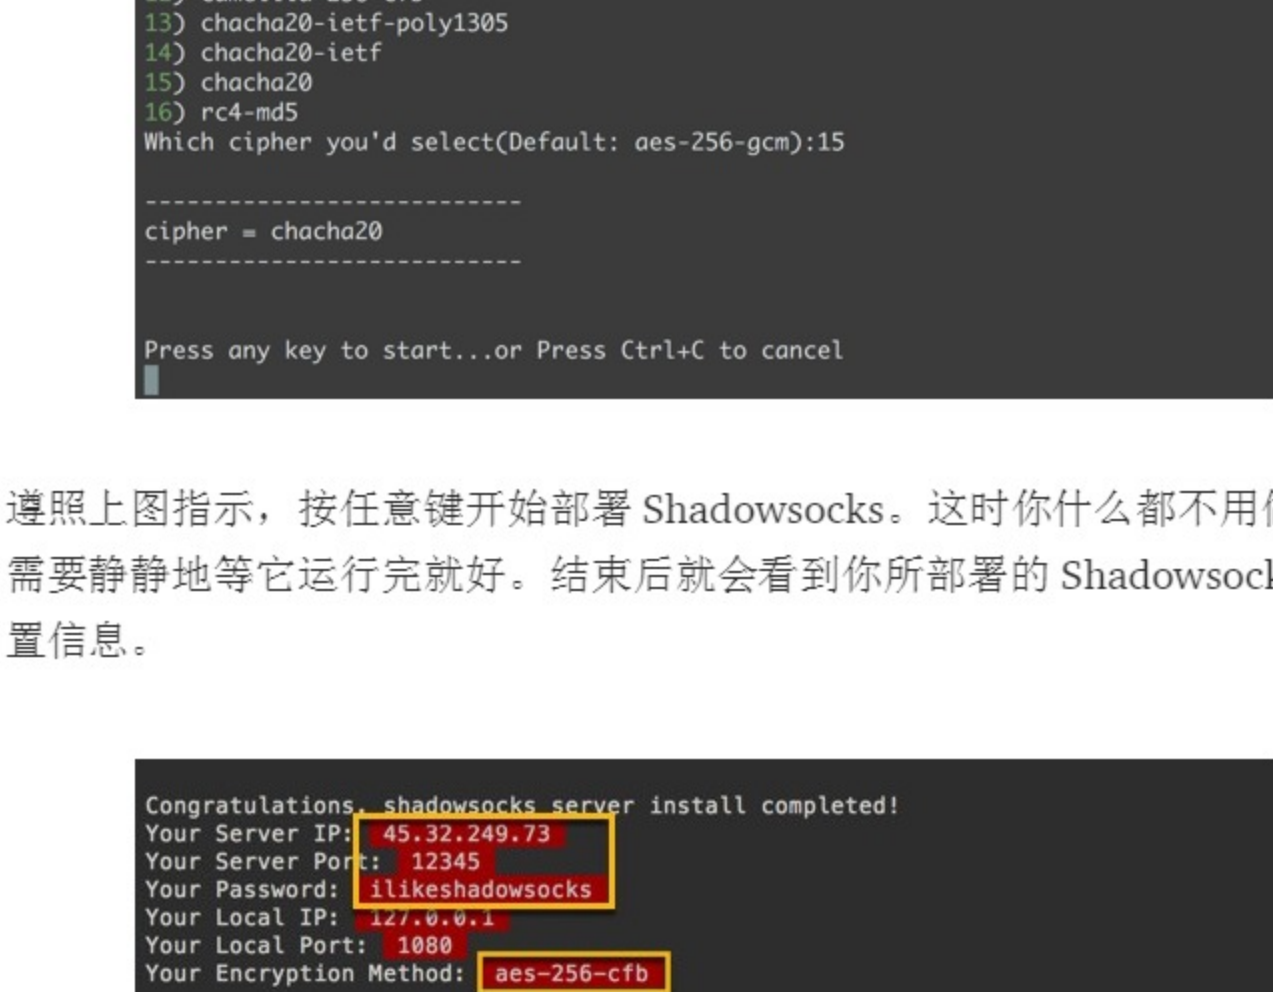 13) chacha20-ietf-poly1305
14) chacha20-ietf
15) chacha20
16) rc4-md5
Which cipher you'd select(Default: aes-256-gcm):15
---------------------------
cipher = chacha20
---------------------------
Press any key to start...or Press Ctrl+C to cancel
遵照上图指示，按任意键开始部署 Shadowsocks。这时你什么都不用
需要静静地等它运行完就好。结束后就会看到你所部署的 Shadowsock
置信息。
Congratulations, shadowsocks server install completed!
Your Server IP: 45.32.249.73
Your Server Port: 12345
Your Password: ilikeshadowsocks
Your Local IP: 127.0.0.1
Your Local Port: 1080
Your Encryption Method: aes-256-cfb